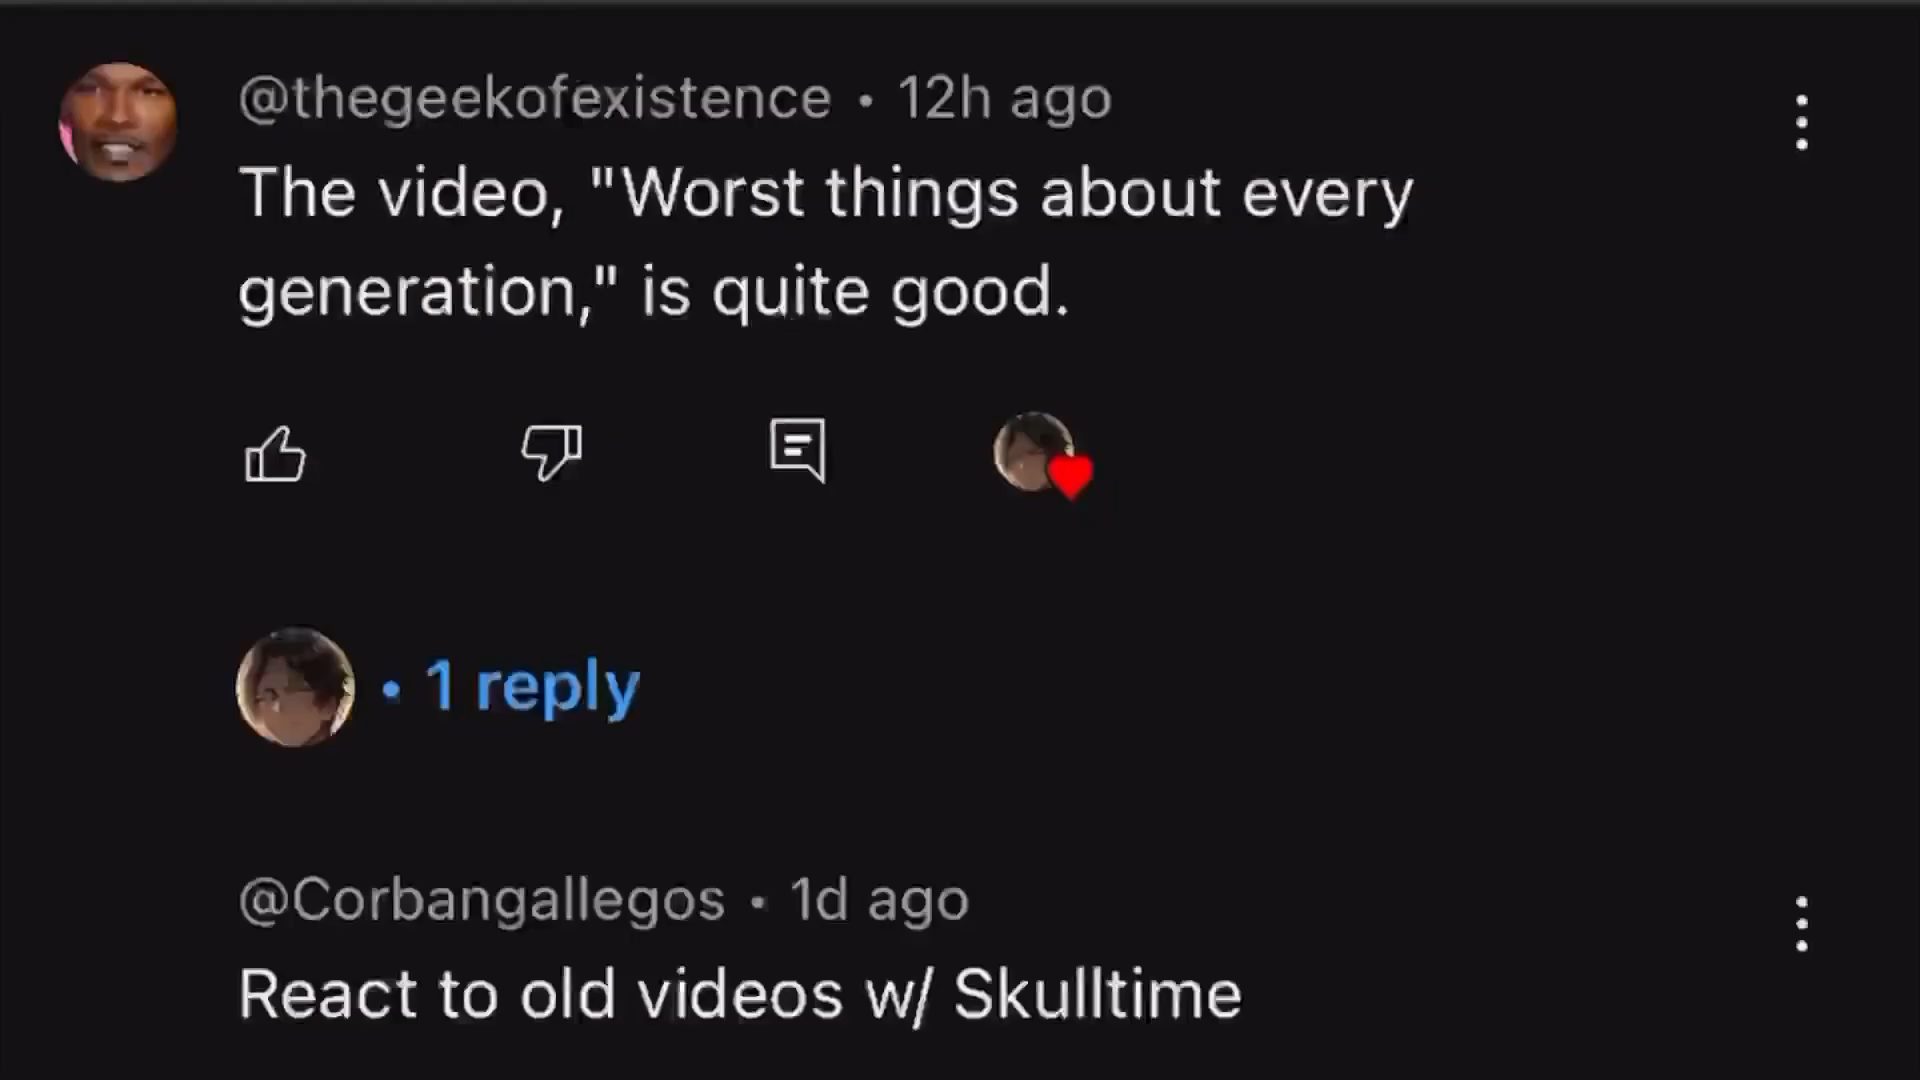 @thegeekofexistence • 12h ago
The video, "Worst things about every
generation," is quite good.
• 1 reply
@Corbangallegos • 1d ago
React to old videos w/ Skulltime